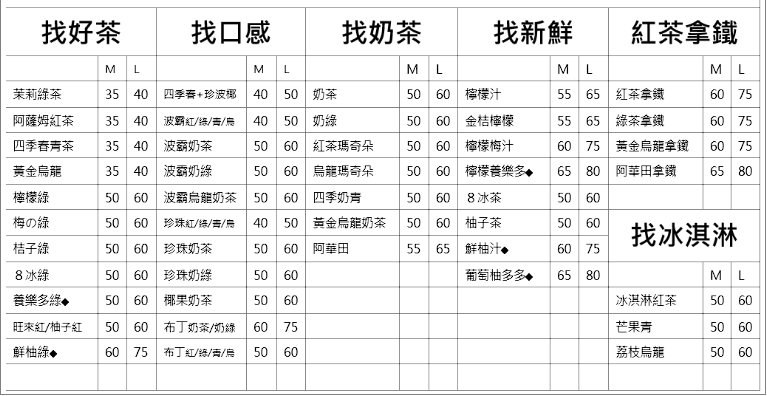 找好茶 找口感 找奶茶 找新鮮 紅茶拿鐵
M L M L M L M L M L
茉莉綠茶 35 40 四季春+珍波椰 40 50 奶茶 50 60 檸檬汁 55 65 紅茶拿鐵 60 75
阿薩姆紅茶 35 40 波霸紅/綠/青/烏 40 50 奶綠 50 60 金桔檸檬 55 65 綠茶拿鐵 60 75
四季春青茶 35 40 波霸奶茶 50 60 紅茶瑪奇朵 50 60 檸檬梅汁 60 75 黃金烏龍拿鐵 60 75
黃金烏龍 35 40 波霸奶綠 50 60 烏龍瑪奇朵 50 60 檸檬養樂多◆ 65 80 阿華田拿鐵 65 80
檸檬綠 50 60 波霸烏龍奶茶 50 60 四季奶青 50 60 8冰茶 50 60
梅の綠 50 60 珍珠紅/綠/青/烏 40 50 黃金烏龍奶茶 50 60 柚子茶 50 60 找冰淇淋
桔子綠 50 60 珍珠奶茶 50 60 阿華田 55 65 鮮柚汁◆ 60 75
8冰綠 50 60 珍珠奶綠 50 60 葡萄柚多多◆ 65 80 M L
養樂多綠◆ 50 60 椰果奶茶 50 60 冰淇淋紅茶 50 60
旺來紅/柚子紅 50 60 布丁奶茶/奶綠 60 75 芒果青 50 60
鮮柚綠◆ 60 75 布丁紅/綠/青/烏 50 60 荔枝烏龍 50 60